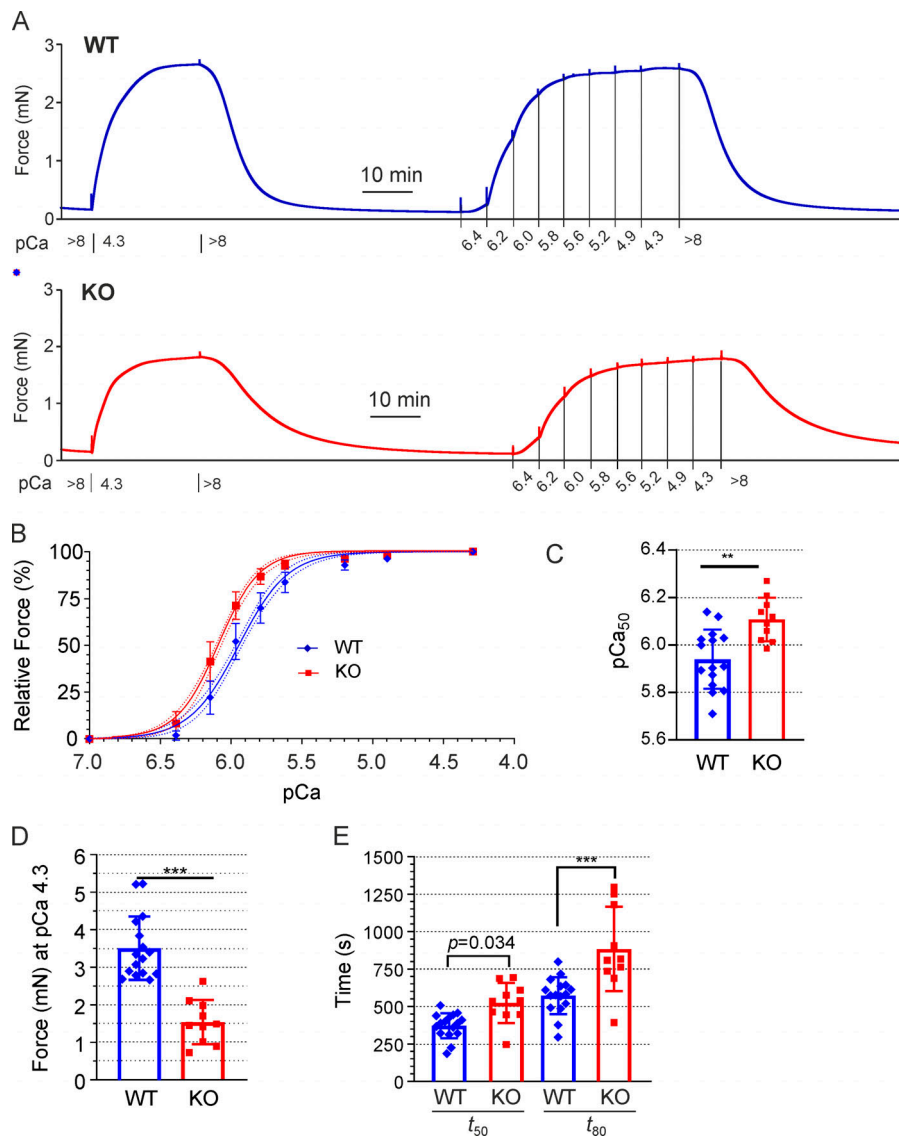 A
WT
3
2
1
0
Force (mN)
10 min
pCa >8 4.3 >8 6.4 6.2 6.0 5.8 5.6 5.2 4.9 4.3 >8
KO
3
2
1
0
Force (mN)
10 min
pCa >8 4.3 >8 6.4 6.2 6.0 5.8 5.6 5.2 4.9 4.3 >8
B
100
75
50
25
0
Relative Force (%)
WT
KO
7.0 6.5 6.0 5.5 5.0 4.5 4.0
pCa
C
6.4
6.2
6.0
5.8
5.6
pCa50
**
WT KO
D
6
5
4
3
2
1
0
Force (mN) at pCa 4.3
***
WT KO
E
1500
1250
1000
750
500
250
0
Time (s)
p=0.034
***
WT KO WT KO
t50 t80